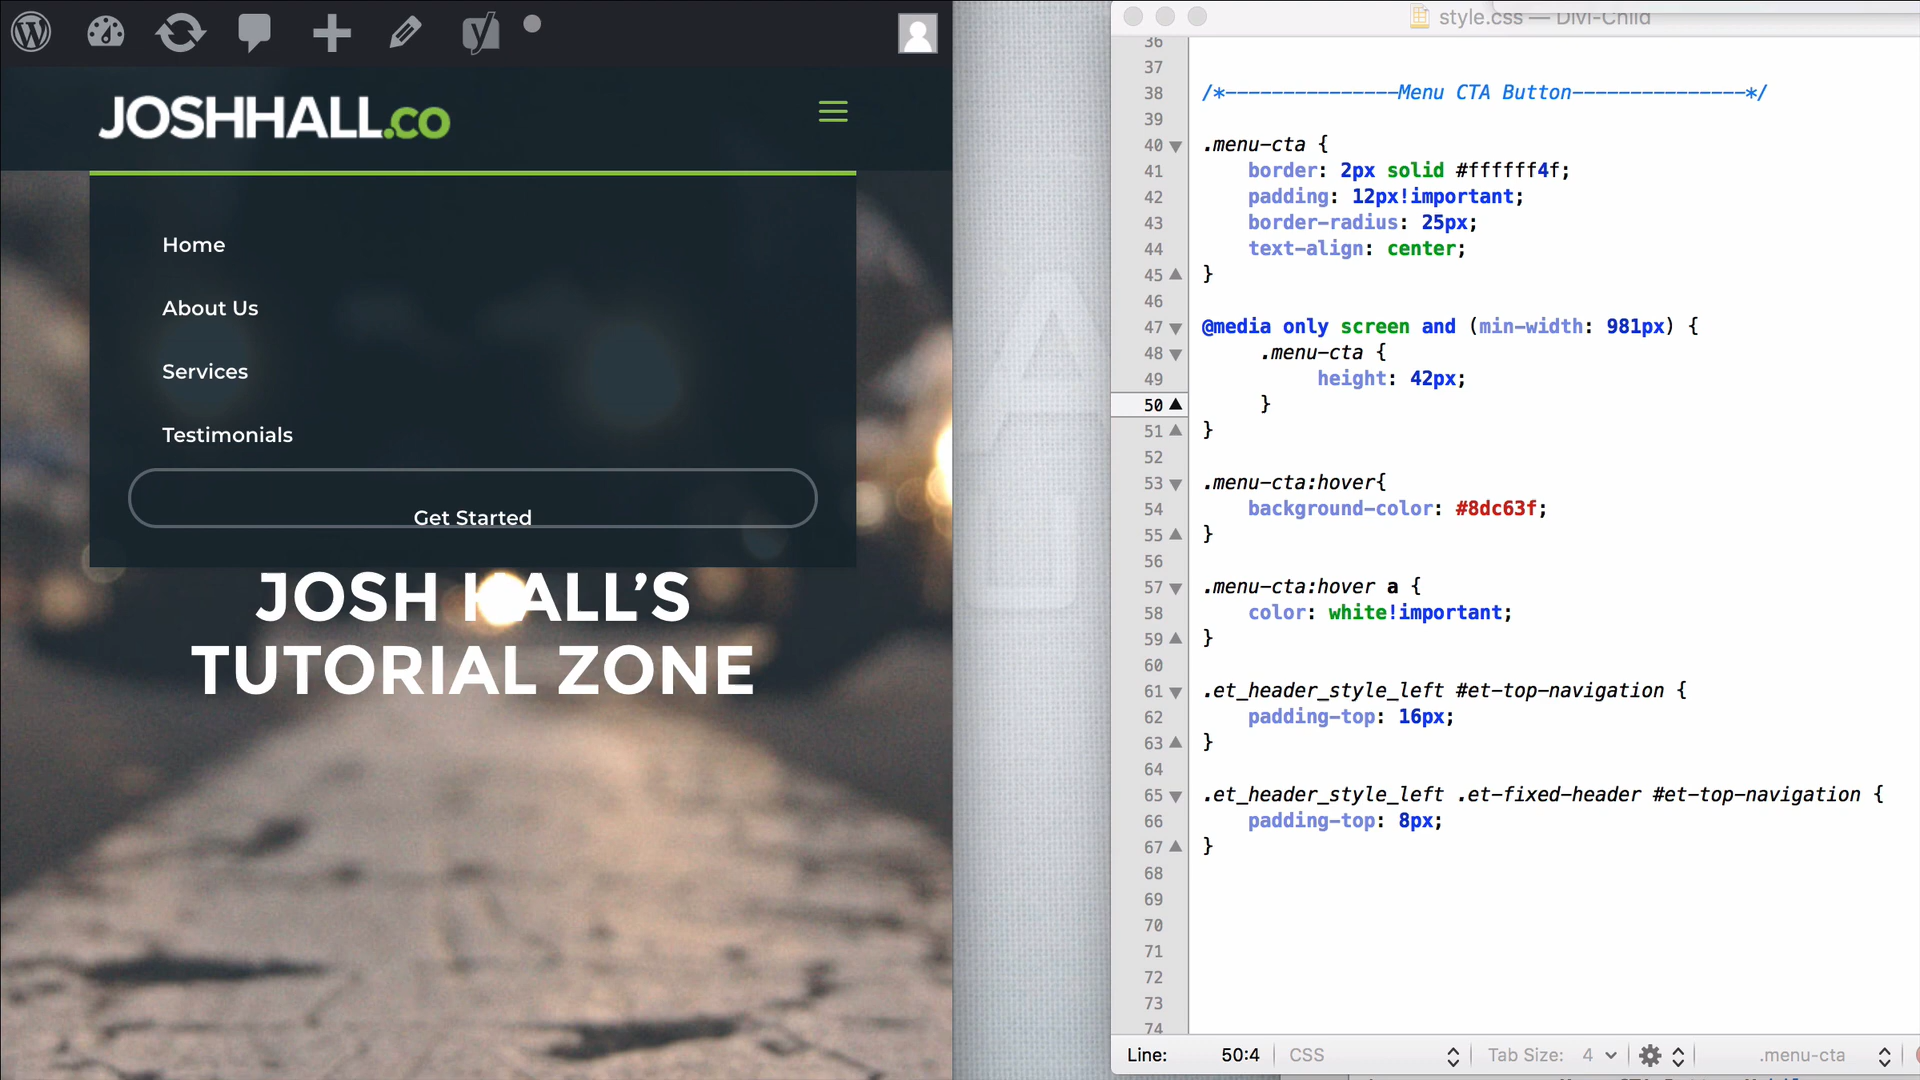 JOSHHALL.co
Home
About Us
Services
Testimonials
Get Started
JOSH HALL'S
TUTORIAL ZONE
style.css — Divi-Child
36
37
38 /*---------------Menu CTA Button---------------*/
39
40 .menu-cta {
41 border: 2px solid #ffffff4f;
42 padding: 12px!important;
43 border-radius: 25px;
44 text-align: center;
45 }
46
47 @media only screen and (min-width: 981px) {
48 .menu-cta {
49 height: 42px;
50 }
51 }
52
53 .menu-cta:hover{
54 background-color: #8dc63f;
55 }
56
57 .menu-cta:hover a {
58 color: white!important;
59 }
60
61 .et_header_style_left #et-top-navigation {
62 padding-top: 16px;
63 }
64
65 .et_header_style_left .et-fixed-header #et-top-navigation {
66 padding-top: 8px;
67 }
68
69
70
71
72
73
74
Line: 50:4 CSS Tab Size: 4 .menu-cta